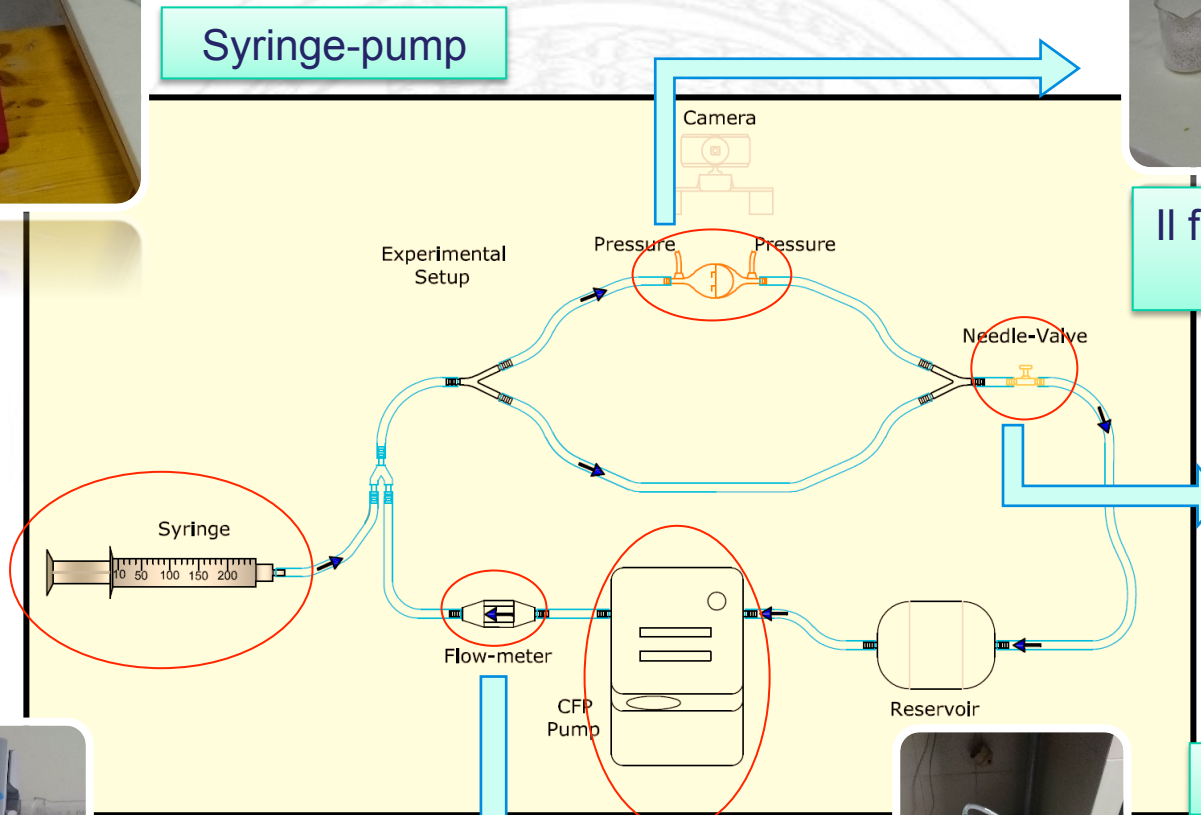 Syringe-pump
Camera
Experimental
Setup
Pressure
Pressure
Il f
Needle-Valve
Syringe
10 50 100 150 200
Flow-meter
CFP
Pump
Reservoir